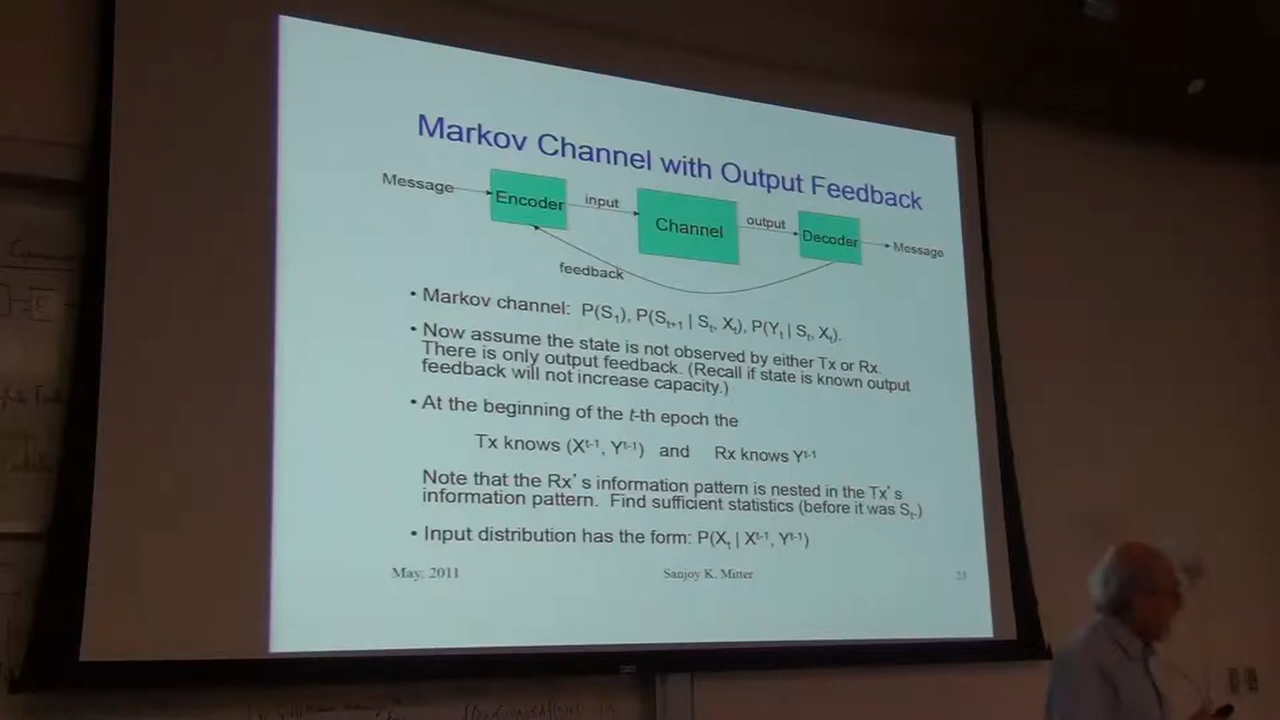 Markov Channel with Output Feedback
Message
Encoder
input
Channel
output
Decoder
Message
feedback
• Markov channel: P(S₁), P(Sₜ₊₁ | Sₜ, Xₜ), P(Yₜ | Sₜ, Xₜ).
• Now assume the state is not observed by either Tx or Rx.
There is only output feedback. (Recall if state is known output
feedback will not increase capacity.)
• At the beginning of the t-th epoch the
Tx knows (Xᵗ⁻¹, Yᵗ⁻¹) and Rx knows Yᵗ⁻¹
Note that the Rx's information pattern is nested in the Tx's
information pattern. Find sufficient statistics (before it was Sₜ.)
• Input distribution has the form: P(Xₜ | Xᵗ⁻¹, Yᵗ⁻¹)
May, 2011
Sanjoy K. Mitter